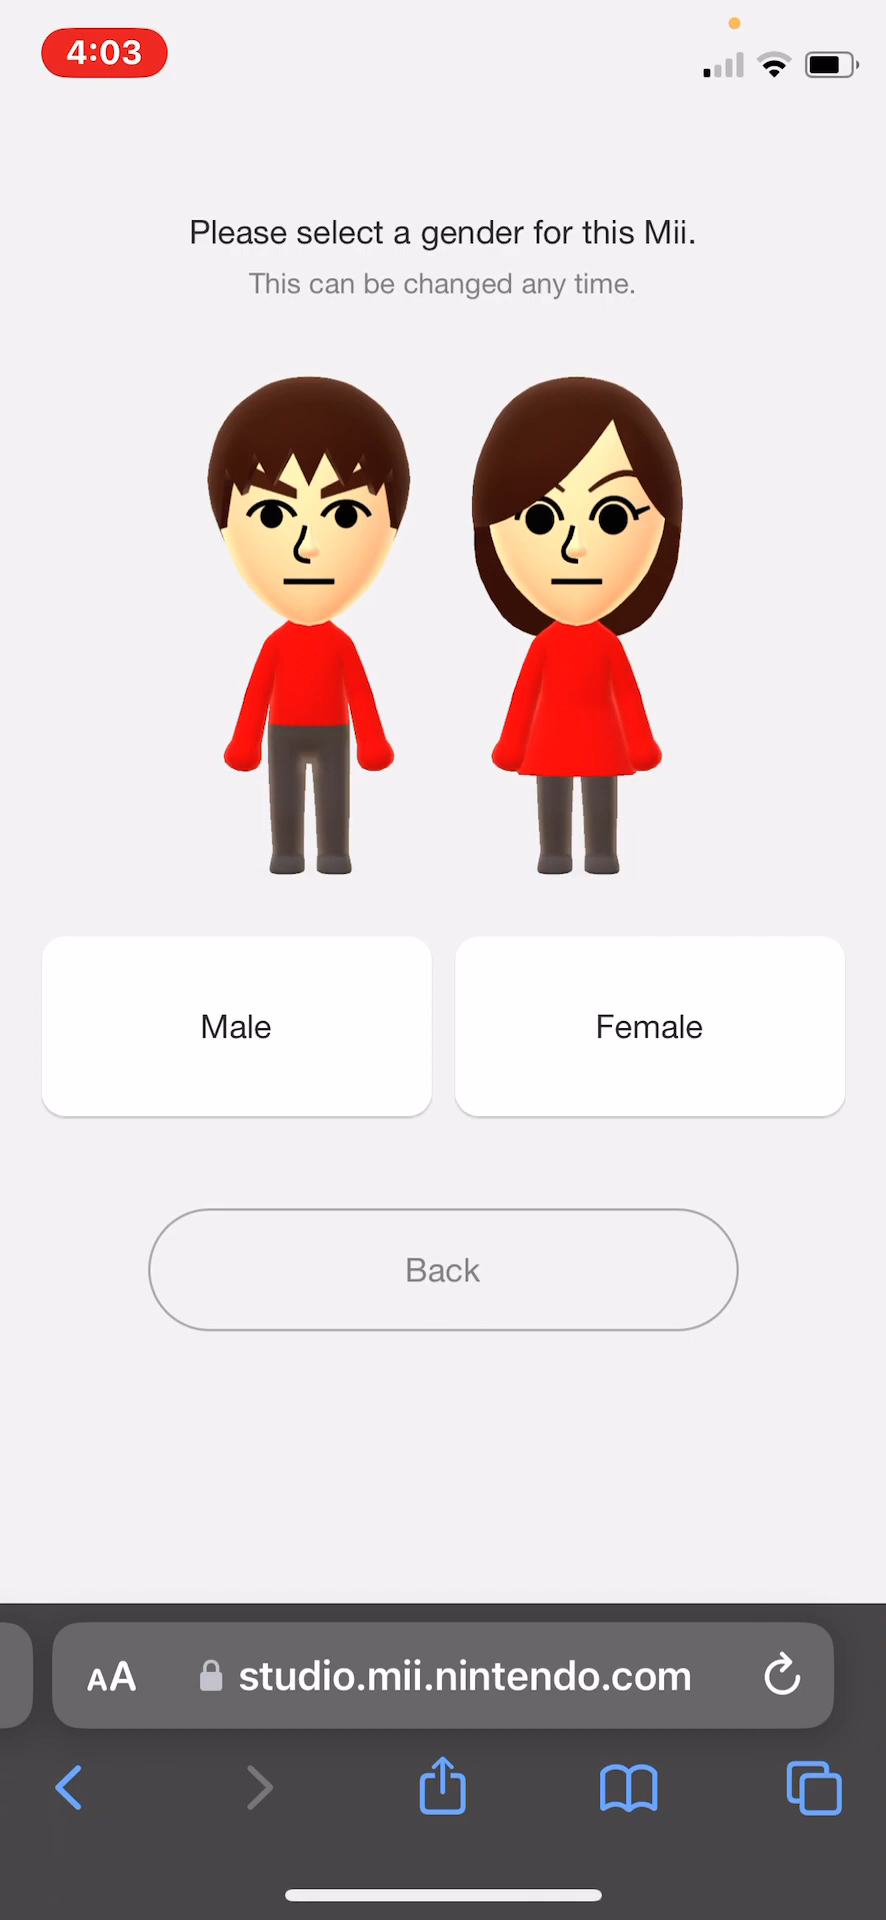 4:03
Please select a gender for this Mii.
This can be changed any time.
Male
Female
Back
AA studio.mii.nintendo.com